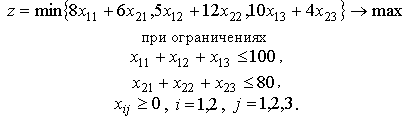 z = min{8x₁₁ + 6x₂₁ ,5x₁₂ + 12x₂₂ ,10x₁₃ + 4x₂₃} → max
при ограничениях
x₁₁ + x₁₂ + x₁₃ ≤100 ,
x₂₁ + x₂₂ + x₂₃ ≤80 ,
xᵢⱼ ≥ 0 , i = 1,2 , j = 1,2,3 .